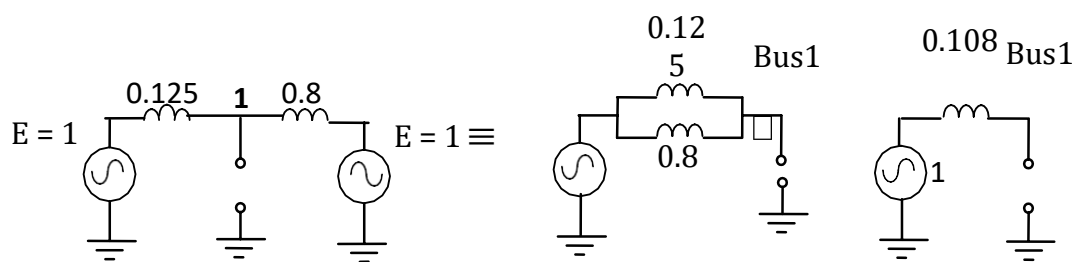 0.125 1 0.8
E = 1
E = 1 ≡
0.12
5
Bus1
0.8
0.108 Bus1
1